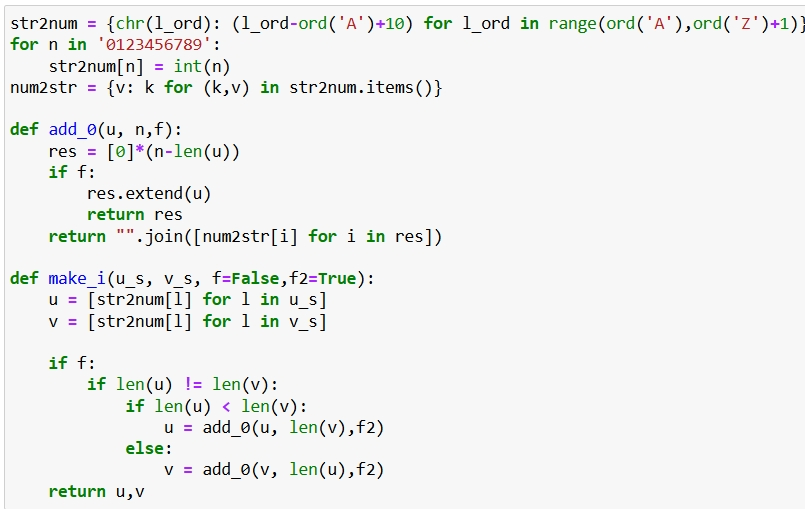 str2num = {chr(l_ord): (l_ord-ord('A')+10) for l_ord in range(ord('A'),ord('Z')+1)}
for n in '0123456789':
    str2num[n] = int(n)
num2str = {v: k for (k,v) in str2num.items()}

def add_0(u, n,f):
    res = [0]*(n-len(u))
    if f:
        res.extend(u)
        return res
    return "".join([num2str[i] for i in res])

def make_i(u_s, v_s, f=False,f2=True):
    u = [str2num[l] for l in u_s]
    v = [str2num[l] for l in v_s]

    if f:
        if len(u) != len(v):
            if len(u) < len(v):
                u = add_0(u, len(v),f2)
            else:
                v = add_0(v, len(u),f2)
    return u,v